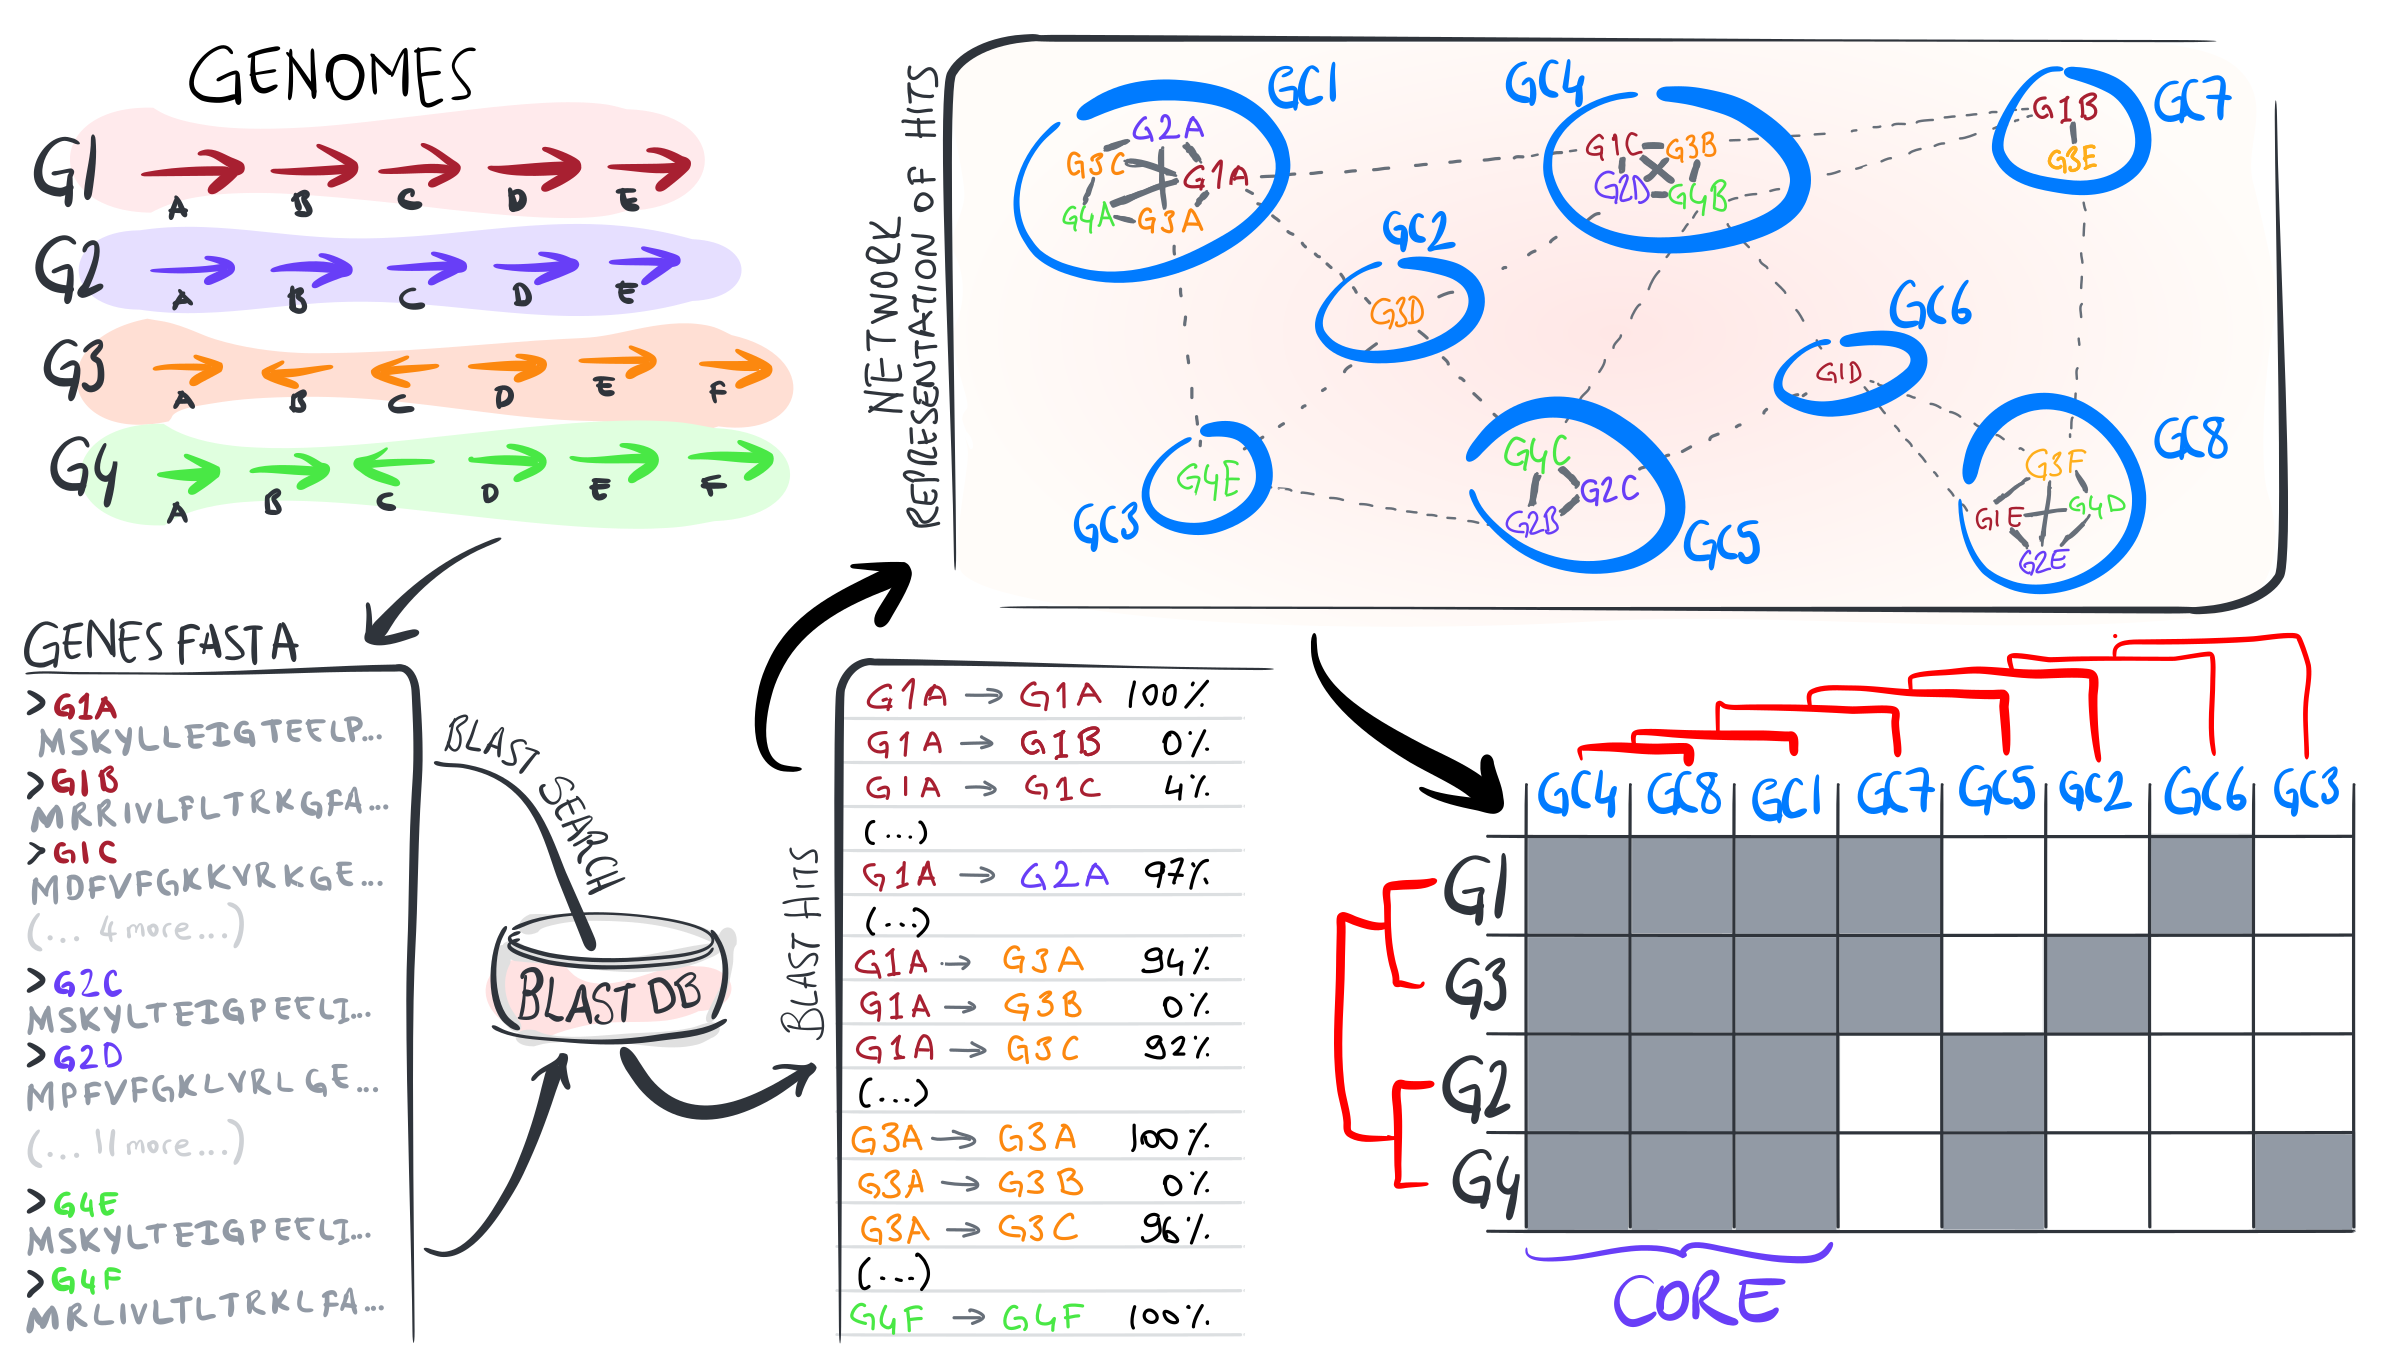 GENOMES
G1
A B C D E
G2
A B C D E
G3
A B C D E F
G4
A B C D E F
GENES FASTA
>G1A
MSKYLLEIGTEELP...
>G1B
MRRIVLFLTRKGFA...
>G1C
MDFVFGKKVRKGE...
(... 4 more...)
>G2C
MSKYLTEIGPEELI...
>G2D
MPFVFGKLVRLGE...
(... 11 more...)
>G4E
MSKYLTEIGPEELI...
>G4F
MRLIVLTLTRKLFA...
BLAST SEARCH
BLAST DB
BLAST HITS
G1A → G1A 100%
G1A → G1B 0%
G1A → G1C 4%
(...)
G1A → G2A 97%
(...)
G1A → G3A 94%
G1A → G3B 0%
G1A → G3C 92%
(...)
G3A → G3A 100%
G3A → G3B 0%
G3A → G3C 96%
(...)
G4F → G4F 100%
NETWORK
REPRESENTATION OF HITS
GC1
G2A
G3C
G1A
G4A
G3A
GC4
G1C
G3B
G2D
G4B
GC7
G1B
G3E
GC2
G3D
GC6
G1D
GC3
G4E
GC5
G4C
G2C
G2B
GC8
G3F
G1E
G4D
G2E
GC4 GC8 GC1 GC7 GC5 GC2 GC6 GC3
G1
G3
G2
G4
CORE